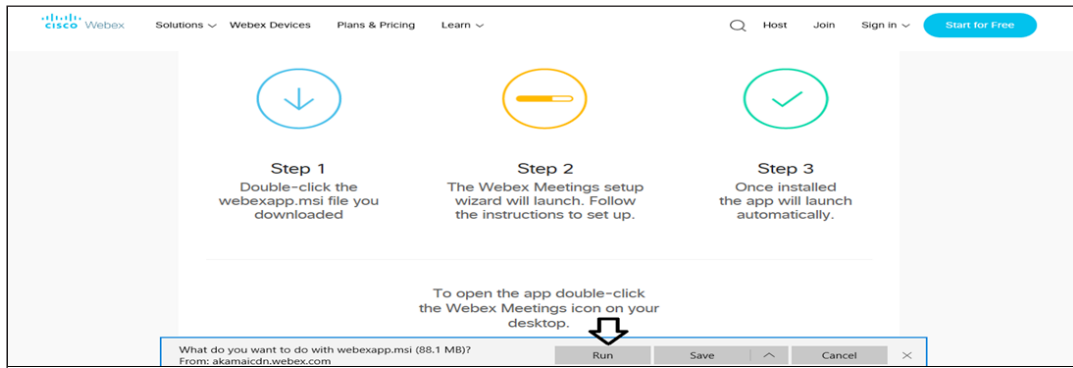 cisco Webex Solutions Webex Devices Plans & Pricing Learn Host Join Sign in Start for Free
Step 1
Double-click the
webexapp.msi file you
downloaded
Step 2
The Webex Meetings setup
wizard will launch. Follow
the instructions to set up.
Step 3
Once installed
the app will launch
automatically.
To open the app double-click
the Webex Meetings icon on your
desktop.
What do you want to do with webexapp.msi (88.1 MB)?
From: akamaicdn.webex.com
Run Save Cancel